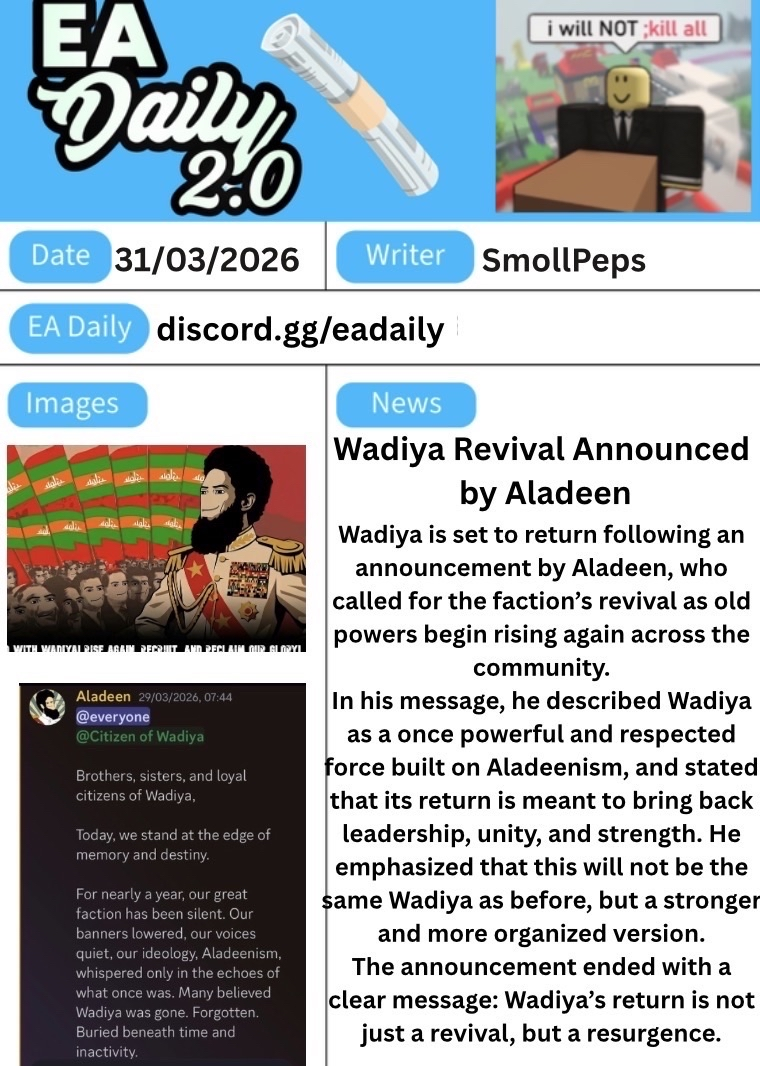 EA
Daily
2.0
i will NOT ;kill all
Date 31/03/2026
Writer SmollPeps
EA Daily discord.gg/eadaily
Images
WITH WADIYA! RISE AGAIN, RECRUIT, AND RECLAIM OUR GLORY!
Aladeen 29/03/2026, 07:44
@everyone
@Citizen of Wadiya
Brothers, sisters, and loyal
citizens of Wadiya,
Today, we stand at the edge of
memory and destiny.
For nearly a year, our great
faction has been silent. Our
banners lowered, our voices
quiet, our ideology, Aladeenism,
whispered only in the echoes of
what once was. Many believed
Wadiya was gone. Forgotten.
Buried beneath time and
inactivity.
News
Wadiya Revival Announced
by Aladeen
Wadiya is set to return following an
announcement by Aladeen, who
called for the faction’s revival as old
powers begin rising again across the
community.
In his message, he described Wadiya
as a once powerful and respected
force built on Aladeenism, and stated
that its return is meant to bring back
leadership, unity, and strength. He
emphasized that this will not be the
same Wadiya as before, but a stronger
and more organized version.
The announcement ended with a
clear message: Wadiya’s return is not
just a revival, but a resurgence.